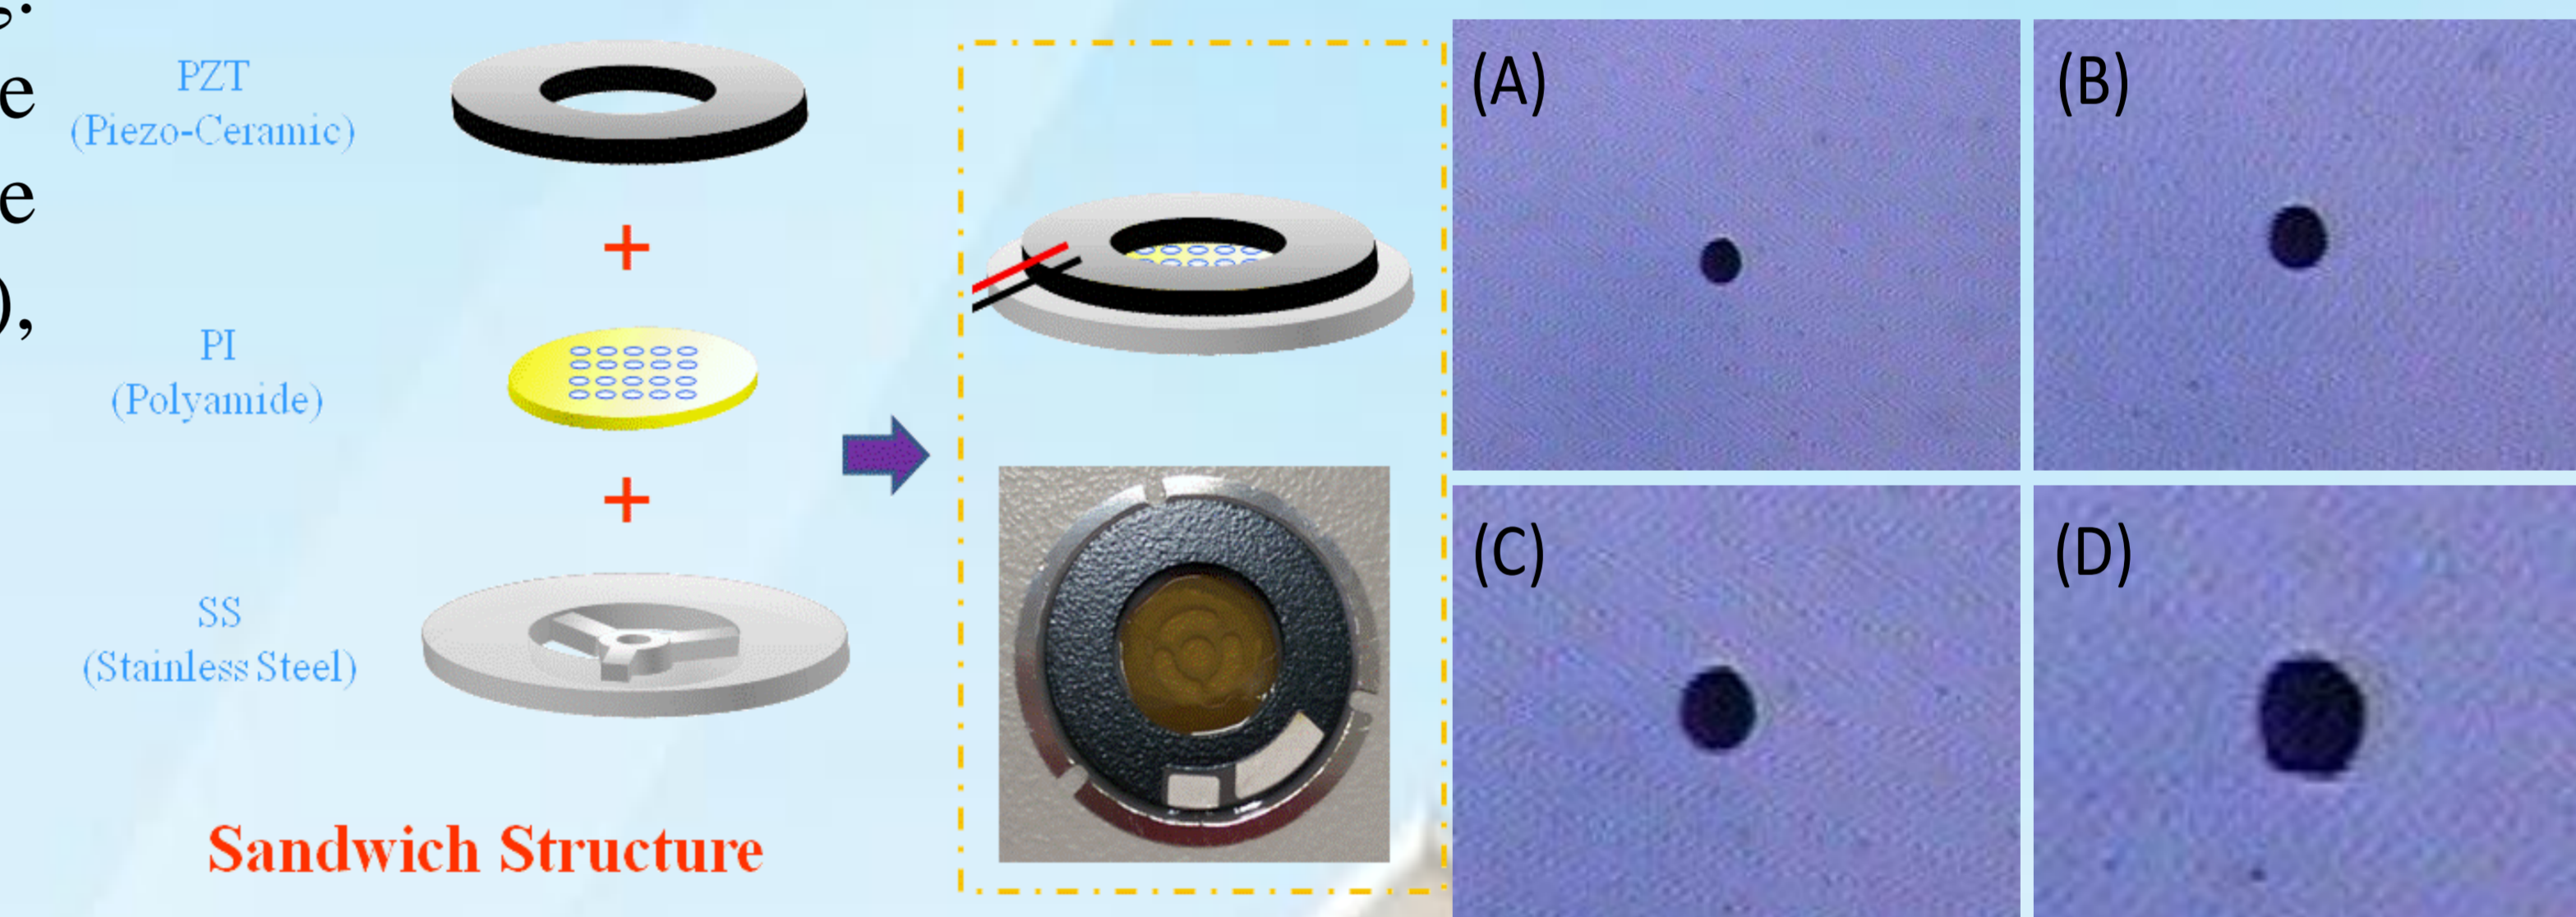 e
e
),
PZT
(Piezo-Ceramic)
+
PI
(Polyamide)
+
SS
(Stainless Steel)
Sandwich Structure
(A)
(B)
(C)
(D)